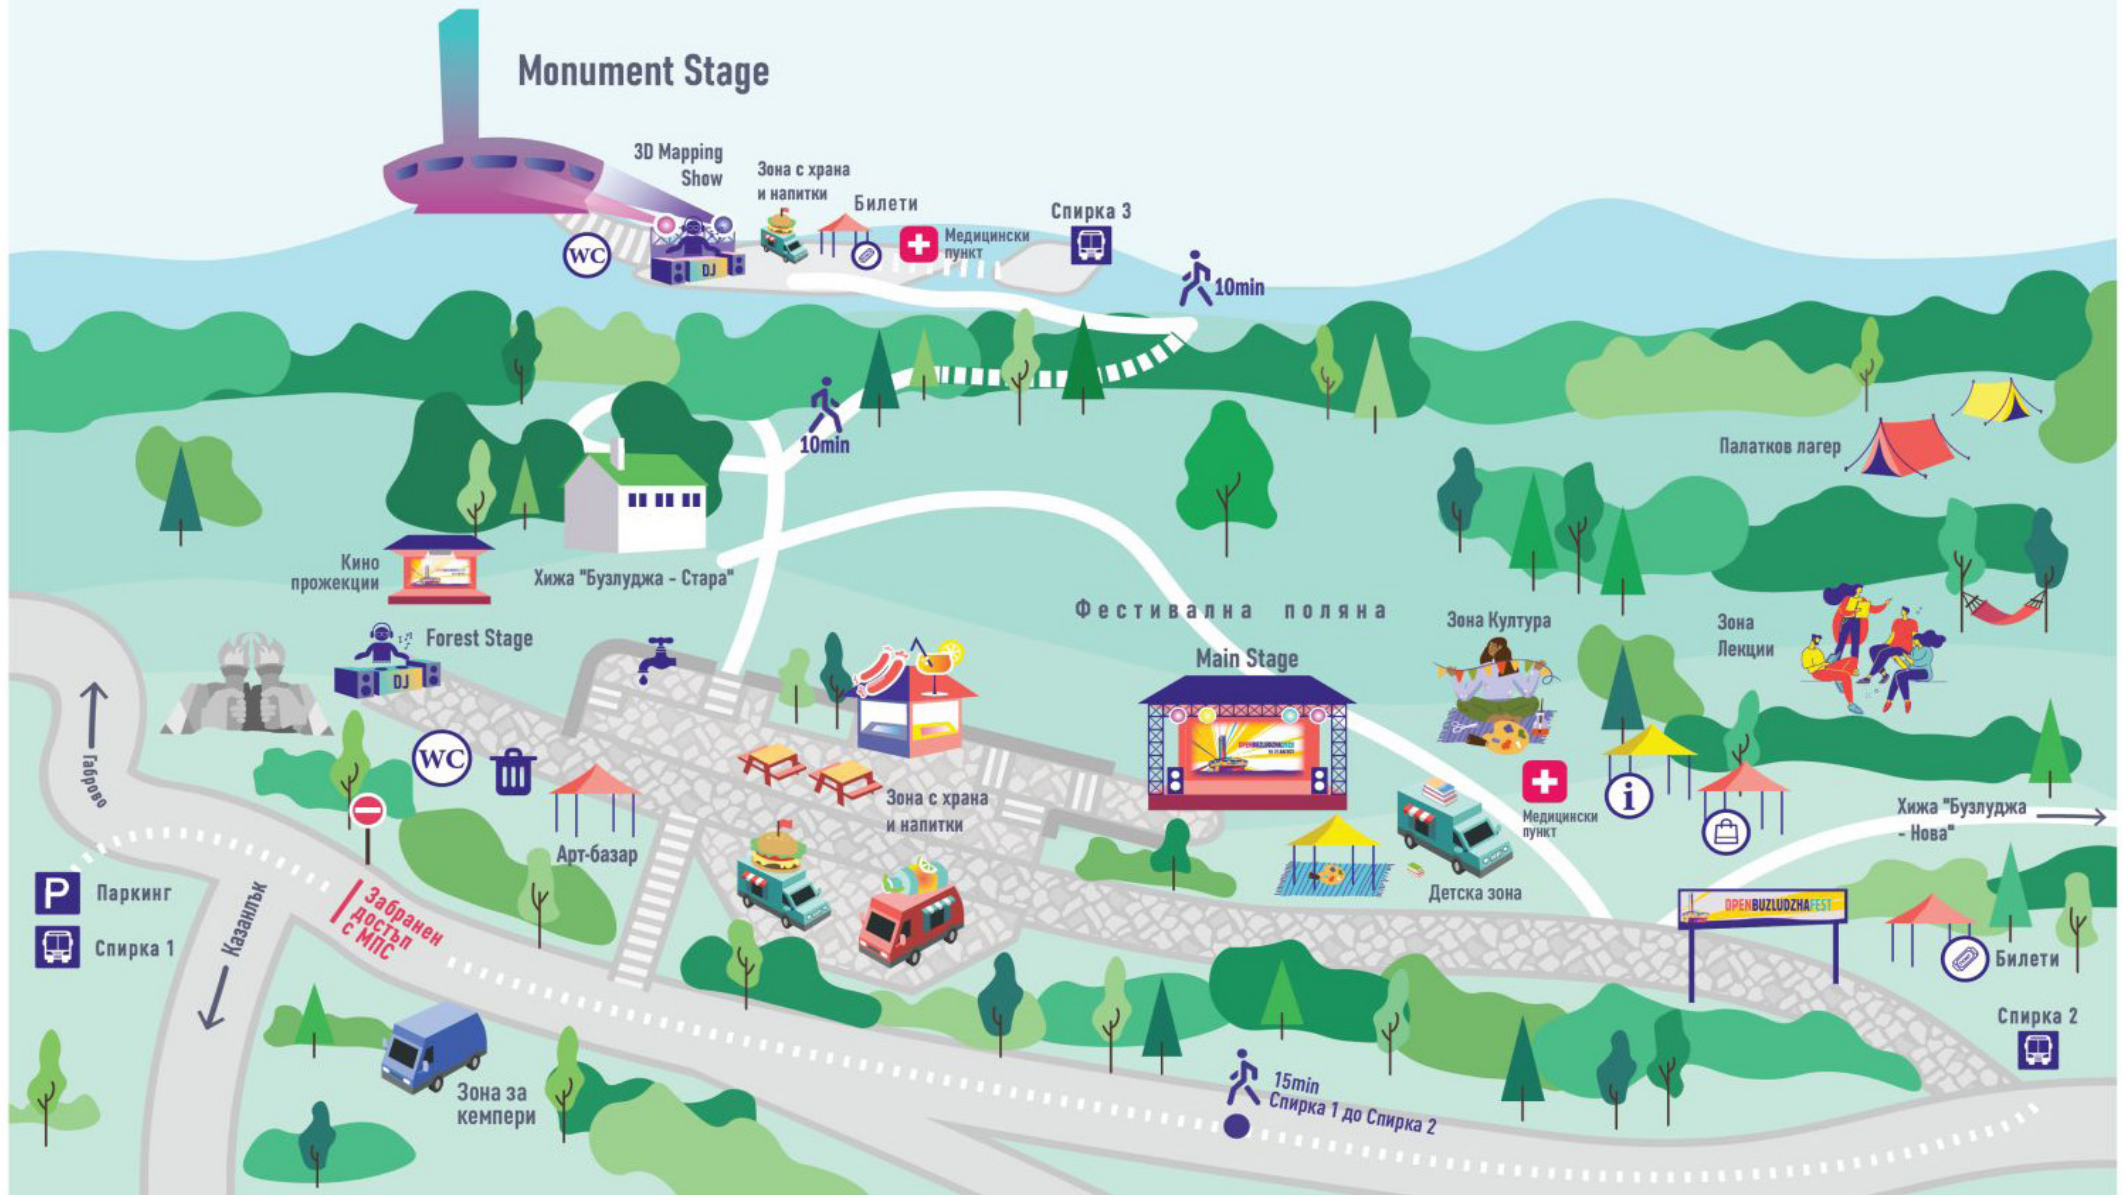 Monument Stage
3D Mapping
Show
Зона с храна
и напитки
Билети
Медицински
пункт
Спирка 3
WC
DJ
10min
10min
Палатков лагер
Кино
прожекции
Хижа "Бузлуджа - Стара"
Фестивална поляна
Зона Култура
Зона
Лекции
Forest Stage
DJ
Main Stage
OPENBUZLUDZHA
WC
Габрово
Зона с храна
и напитки
Арт-базар
Медицински
пункт
i
Хижа "Бузлуджа
- Нова"
Детска зона
OPENBUZLUDZHAFEST
P Паркинг
Спирка 1
Казанлък
Забранен
достъп
с МПС
Билети
Спирка 2
Зона за
кемпери
15min
Спирка 1 до Спирка 2